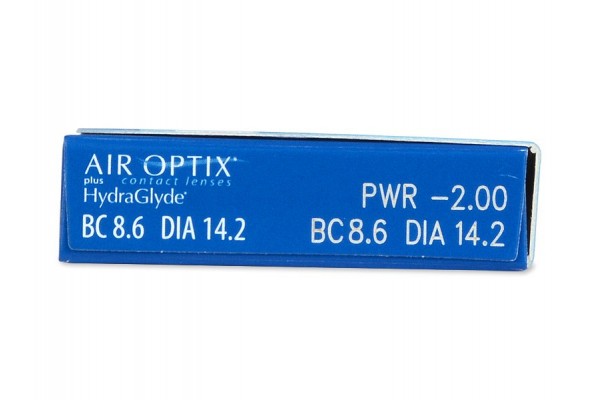 AIR OPTIX®
plus contact lenses
HydraGlyde®
BC 8.6 DIA 14.2
PWR -2.00
BC 8.6 DIA 14.2